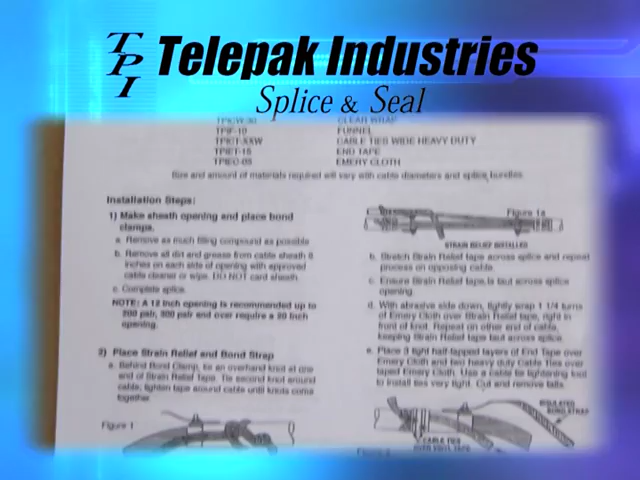 TPI
Telepak Industries
Splice & Seal
TPICW-30 CLEAR WRAP
TPIF-10 FUNNEL
TPICT-XXW CABLE TIES WIDE HEAVY DUTY
TPIET-15 END TAPE
TPIEC-05 EMERY CLOTH
Size and amount of materials required will vary with cable diameters and splice bundles.
Installation Steps:
1) Make sheath opening and place bond
clamps.
a. Remove as much filling compound as possible
b. Remove all dirt and grease from cable sheath 8
inches on each side of opening with approved
cable cleaner or wipe. DO NOT card sheath.
c. Complete splice.
NOTE: A 12 inch opening is recommended up to
200 pair, 300 pair and over require a 20 inch
opening.
2) Place Strain Relief and Bond Strap
a. Behind Bond Clamp, tie an overhand knot at one
end of Strain Relief Tape. Tie second knot around
cable, tighten tape around cable until knots come
together.
Figure 1
Figure 1a
STRAIN RELIEF INSTALLED
b. Stretch Strain Relief tape across splice and repeat
process on opposing cable.
c. Ensure Strain Relief Tape is taut across splice
opening.
d. With abrasive side down, tightly wrap 1 1/4 turns
of Emery Cloth over Strain Relief tape, right in
front of knot. Repeat on other end of cable,
keeping Strain Relief tape taut across splice.
e. Place 3 tight half-lapped layers of End Tape over
Emery Cloth and two heavy duty Cable Ties over
taped Emery Cloth. Use a cable tie tightening tool
to install ties very tight. Cut and remove tails.
INSULATED
BOND STRAP
CABLE TIES
OVER VINYL TAPE